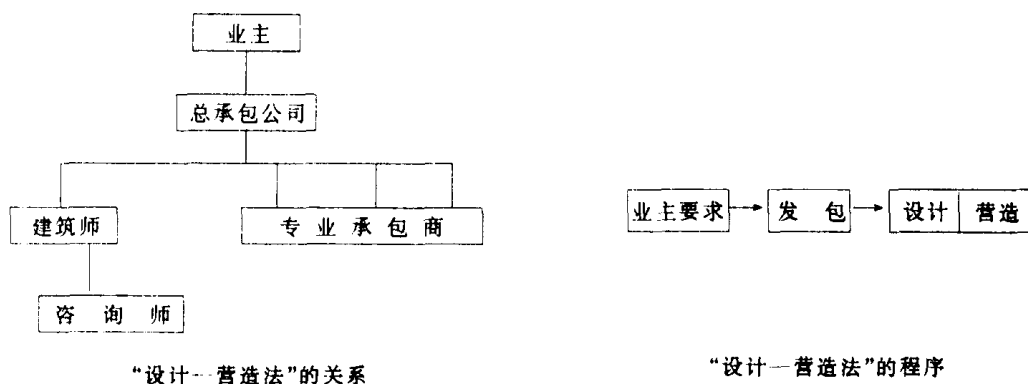 业主
总承包公司
建筑师
专业承包商
咨询师
“设计一营造法”的关系
业主要求
发包
设计
营造
“设计一营造法”的程序